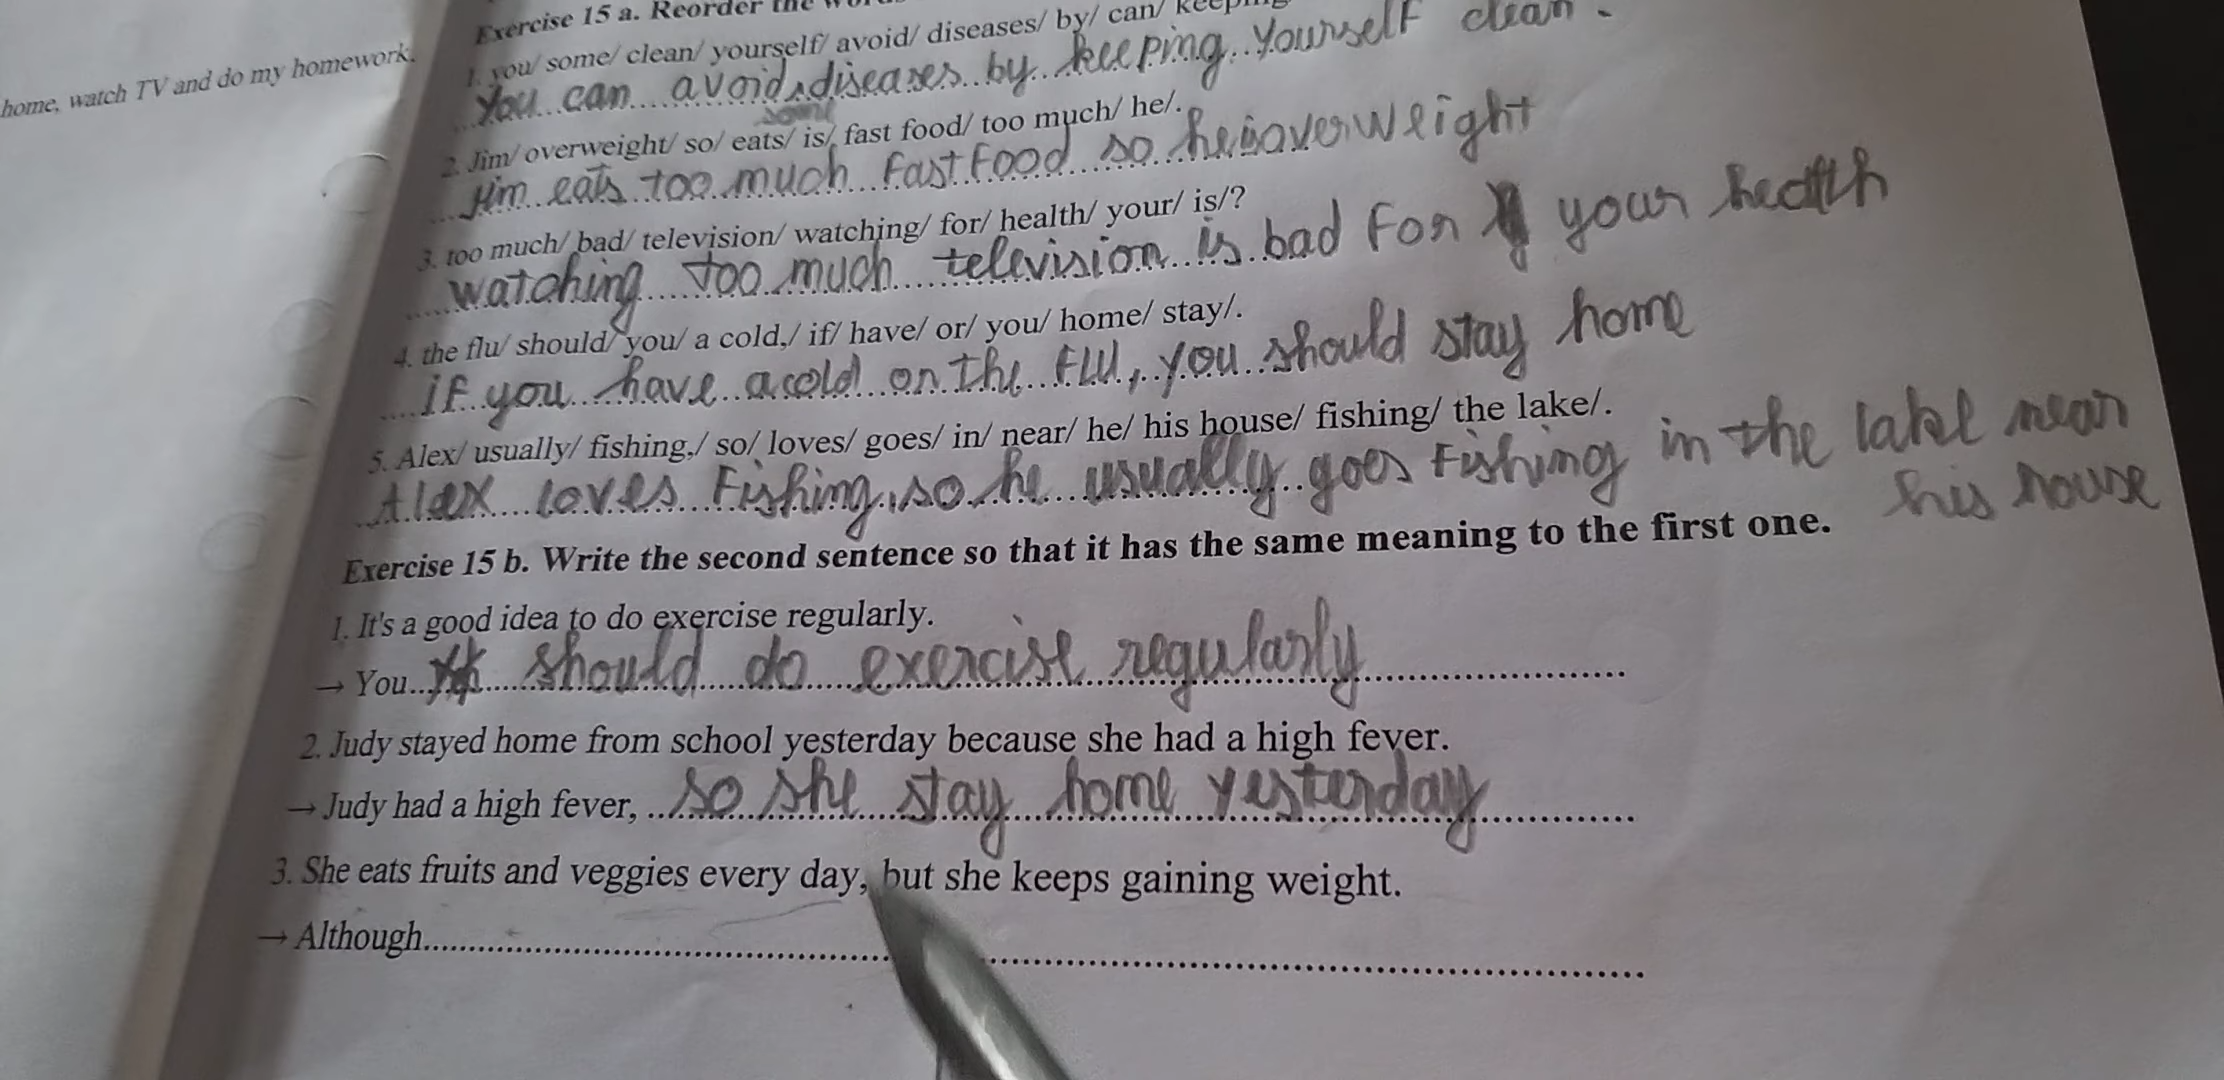 home, watch TV and do my homework.
Exercise 15 a. Reorder the
1. you/ some/ clean/ yourself/ avoid/ diseases/ by/ can/ keeping
You can avoid diseases by keeping yourself clean.
some
2. Jim/ overweight/ so/ eats/ is/ fast food/ too much/ he/.
Jim eats too much fast food so he is overweight
3. too much/ bad/ television/ watching/ for/ health/ your/ is/?
watching too much television is bad for your health
4. the flu/ should/ you/ a cold,/ if/ have/ or/ you/ home/ stay/.
if you have a cold or the flu, you should stay home
5. Alex/ usually/ fishing,/ so/ loves/ goes/ in/ near/ he/ his house/ fishing/ the lake/.
Alex loves fishing, so he usually goes fishing in the lake near
his house
Exercise 15 b. Write the second sentence so that it has the same meaning to the first one.
1. It's a good idea to do exercise regularly.
→ You should do exercise regularly
2. Judy stayed home from school yesterday because she had a high fever.
→ Judy had a high fever, so she stay home yesterday
3. She eats fruits and veggies every day, but she keeps gaining weight.
→ Although